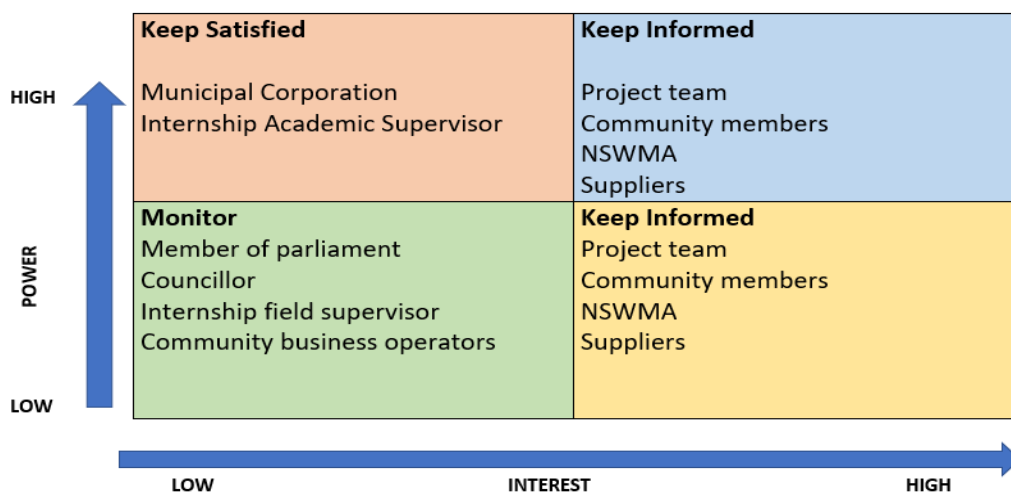 Keep Satisfied
Municipal Corporation
Internship Academic Supervisor
Keep Informed
Project team
Community members
NSWMA
Suppliers
Monitor
Member of parliament
Councillor
Internship field supervisor
Community business operators
Keep Informed
Project team
Community members
NSWMA
Suppliers
HIGH
POWER
LOW
LOW
INTEREST
HIGH